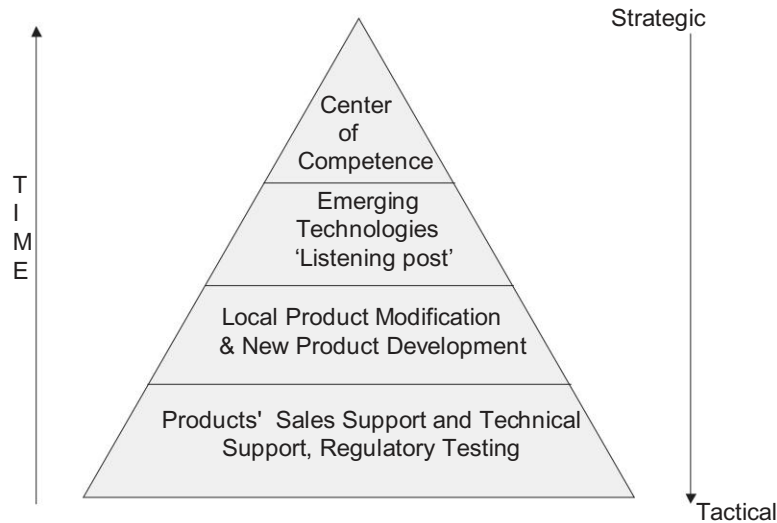 Strategic
Center
of
Competence
TIME
Emerging
Technologies
‘Listening post’
Local Product Modification
& New Product Development
Products' Sales Support and Technical
Support, Regulatory Testing
Tactical